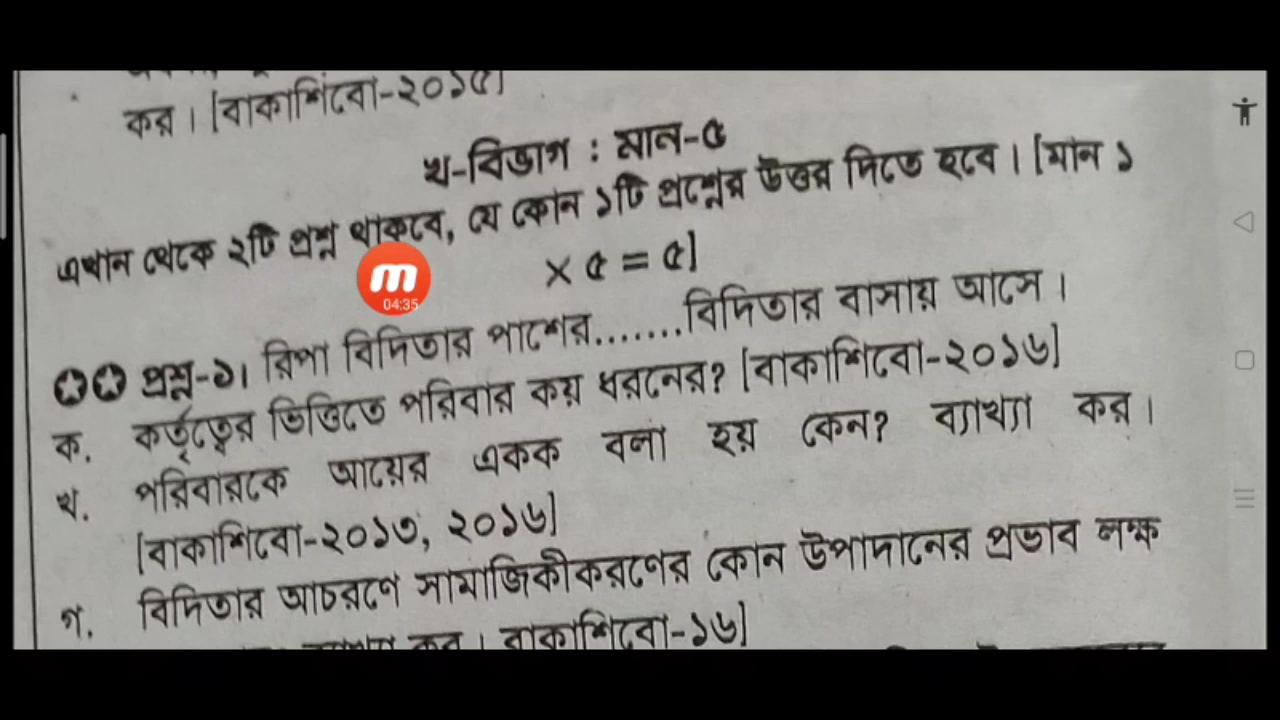 কর। [বাকাশিবো-২০১৫]
খ-বিভাগ : মান-৫
এখান থেকে ২টি প্রশ্ন থাকবে, যে কোন ১টি প্রশ্নের উত্তর দিতে হবে। [মান ১
× ৫ = ৫]
m
04:35
প্রশ্ন-১। রিপা বিদিতার পাশের.......বিদিতার বাসায় আসে।
ক. কর্তৃত্বের ভিত্তিতে পরিবার কয় ধরনের? [বাকাশিবো-২০১৬]
খ. পরিবারকে আয়ের একক বলা হয় কেন? ব্যাখ্যা কর।
[বাকাশিবো-২০১৩, ২০১৬]
গ. বিদিতার আচরণে সামাজিকীকরণের কোন উপাদানের প্রভাব লক্ষ
কর। বাকাশিবো-১৬]